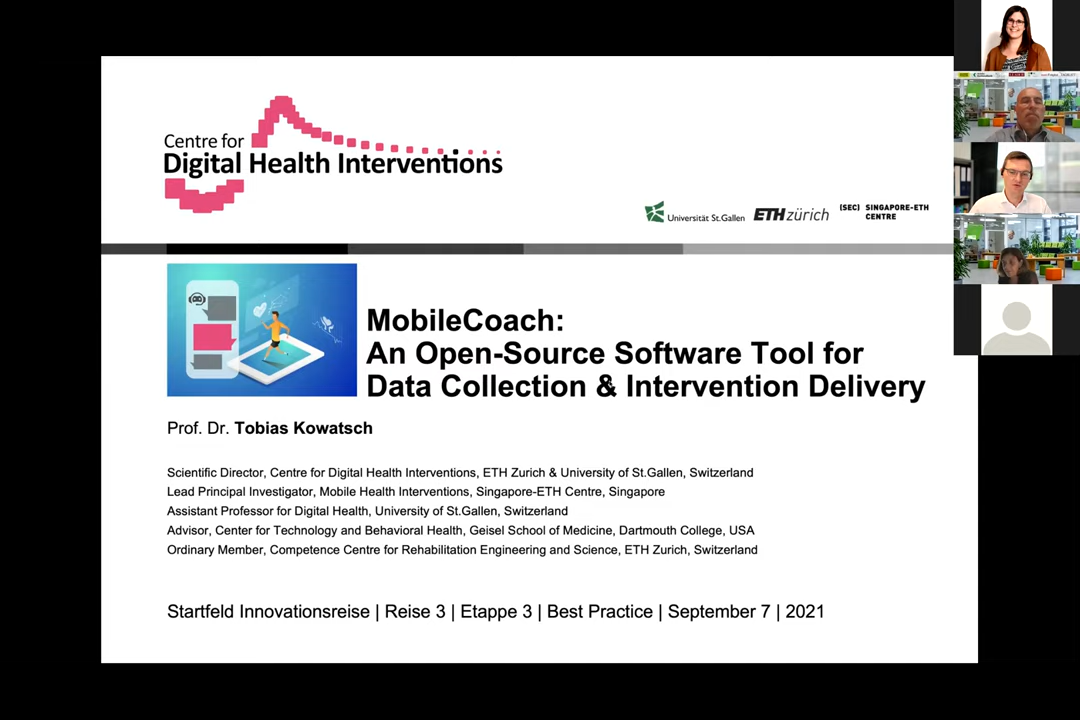 Centre for
Digital Health Interventions
Universität St.Gallen
ETH zürich
(SEC) SINGAPORE-ETH
CENTRE
MobileCoach:
An Open-Source Software Tool for
Data Collection & Intervention Delivery
Prof. Dr. Tobias Kowatsch
Scientific Director, Centre for Digital Health Interventions, ETH Zurich & University of St.Gallen, Switzerland
Lead Principal Investigator, Mobile Health Interventions, Singapore-ETH Centre, Singapore
Assistant Professor for Digital Health, University of St.Gallen, Switzerland
Advisor, Center for Technology and Behavioral Health, Geisel School of Medicine, Dartmouth College, USA
Ordinary Member, Competence Centre for Rehabilitation Engineering and Science, ETH Zurich, Switzerland
Startfeld Innovationsreise | Reise 3 | Etappe 3 | Best Practice | September 7 | 2021